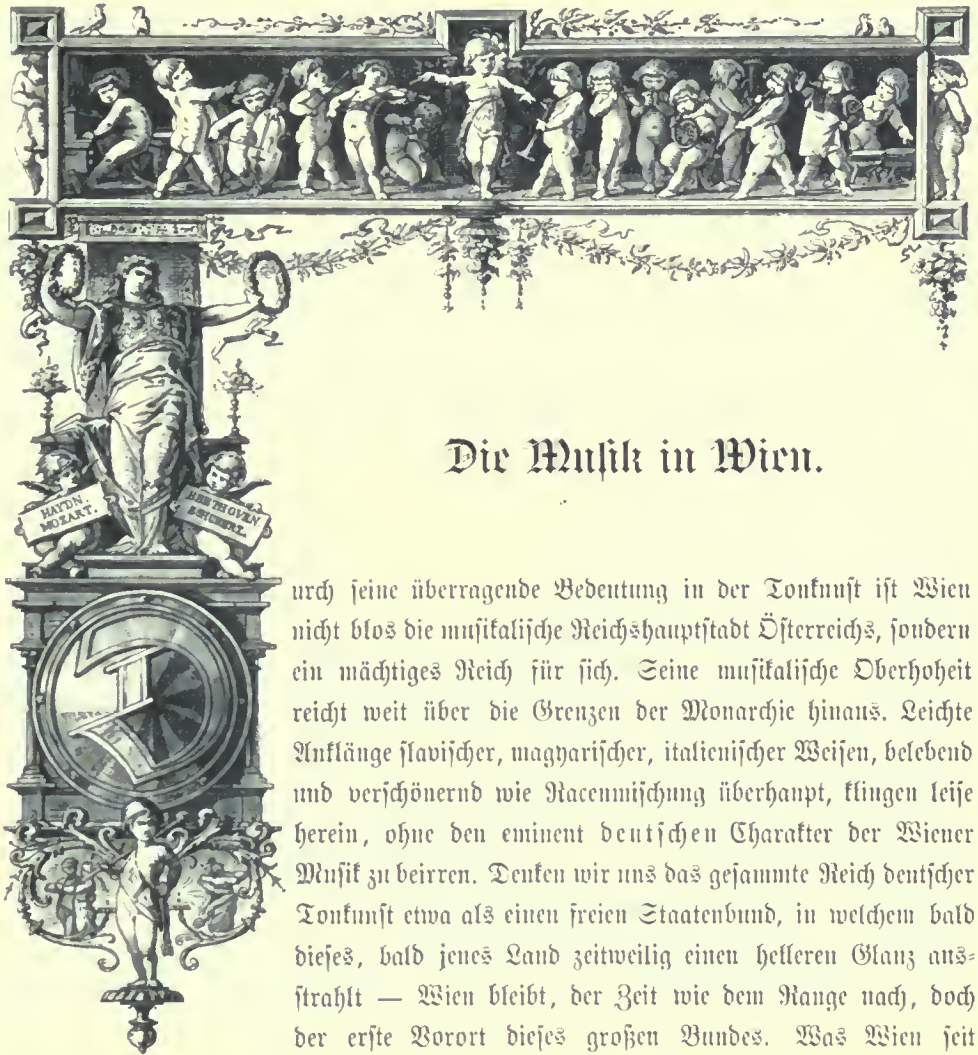 HAYDN.
MOZART.
BEETHOVEN
SCHUBERT.
Die Musik in Wien.
Durch seine überragende Bedeutung in der Tonkunst ist Wien
nicht blos die musikalische Reichshauptstadt Österreichs, sondern
ein mächtiges Reich für sich. Seine musikalische Oberhoheit
reicht weit über die Grenzen der Monarchie hinaus. Leichte
Anklänge slavischer, magyarischer, italienischer Weisen, belebend
und verschönernd wie Racenmischung überhaupt, klingen leise
herein, ohne den eminent deutschen Charakter der Wiener
Musik zu beirren. Denken wir uns das gesammte Reich deutscher
Tonkunst etwa als einen freien Staatenbund, in welchem bald
dieses, bald jenes Land zeitweilig einen helleren Glanz aus-
strahlt — Wien bleibt, der Zeit wie dem Range nach, doch
der erste Vorort dieses großen Bundes. Was Wien seit